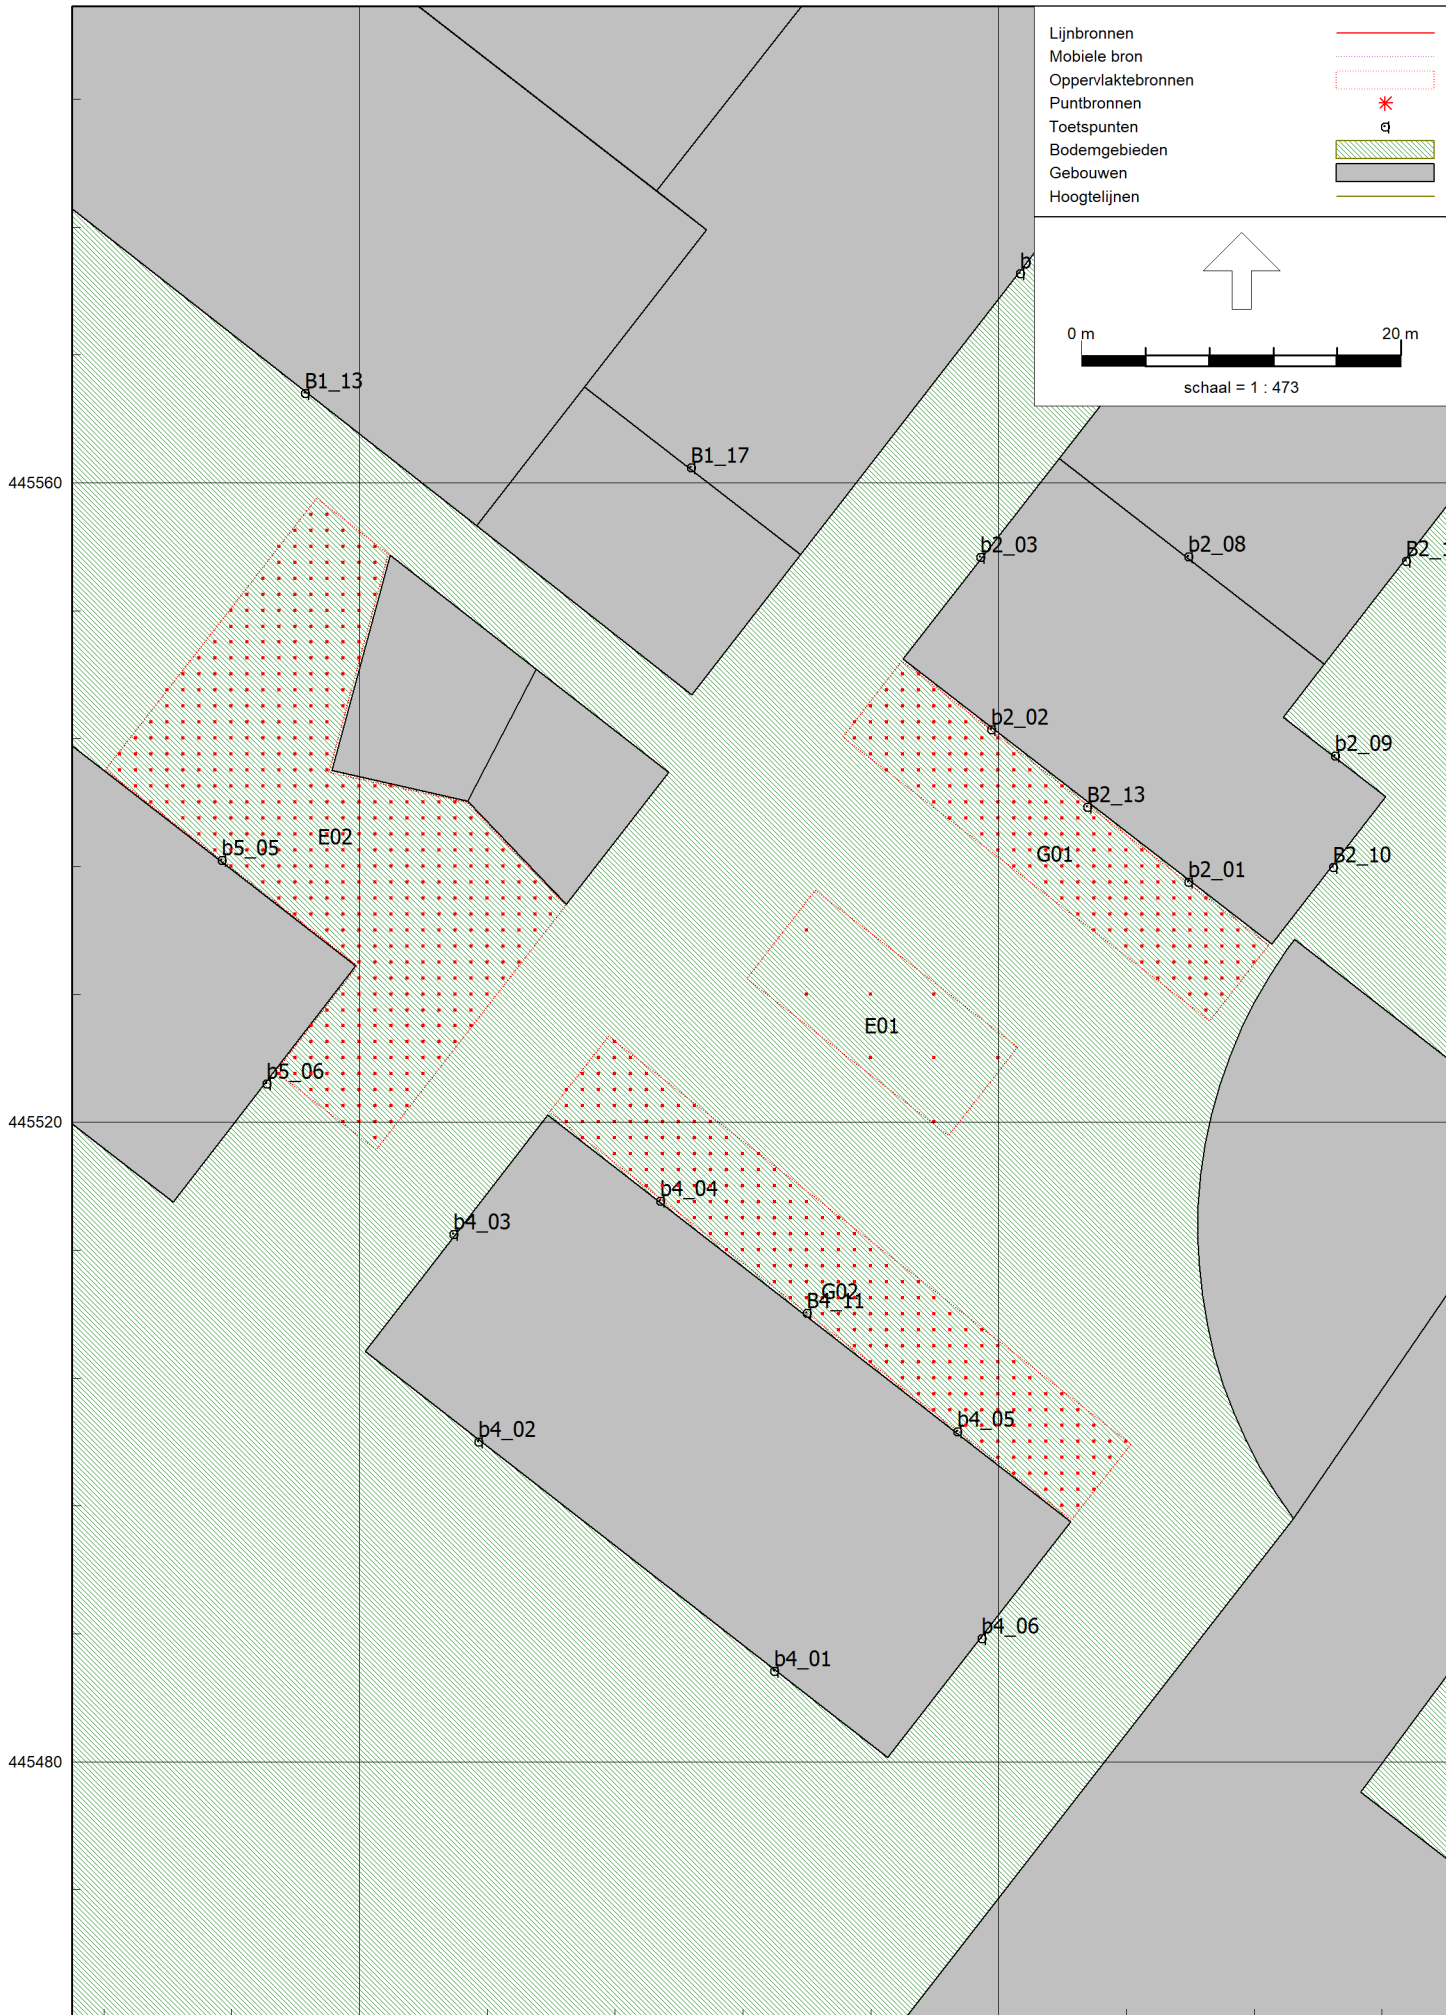 Lijnbronnen
Mobiele bron
Oppervlaktebronnen
Puntbronnen
Toetspunten
Bodemgebieden
Gebouwen
Hoogtelijnen
b
0 m 20 m
schaal = 1 : 473
B1_13
B1_17
445560
b2_03
b2_08
B2_1
b2_02
b2_09
B2_13
E02
b5_05
G01
B2_10
b2_01
E01
b5_06
445520
b4_04
b4_03
G02
B4_11
b4_05
b4_02
b4_06
b4_01
445480